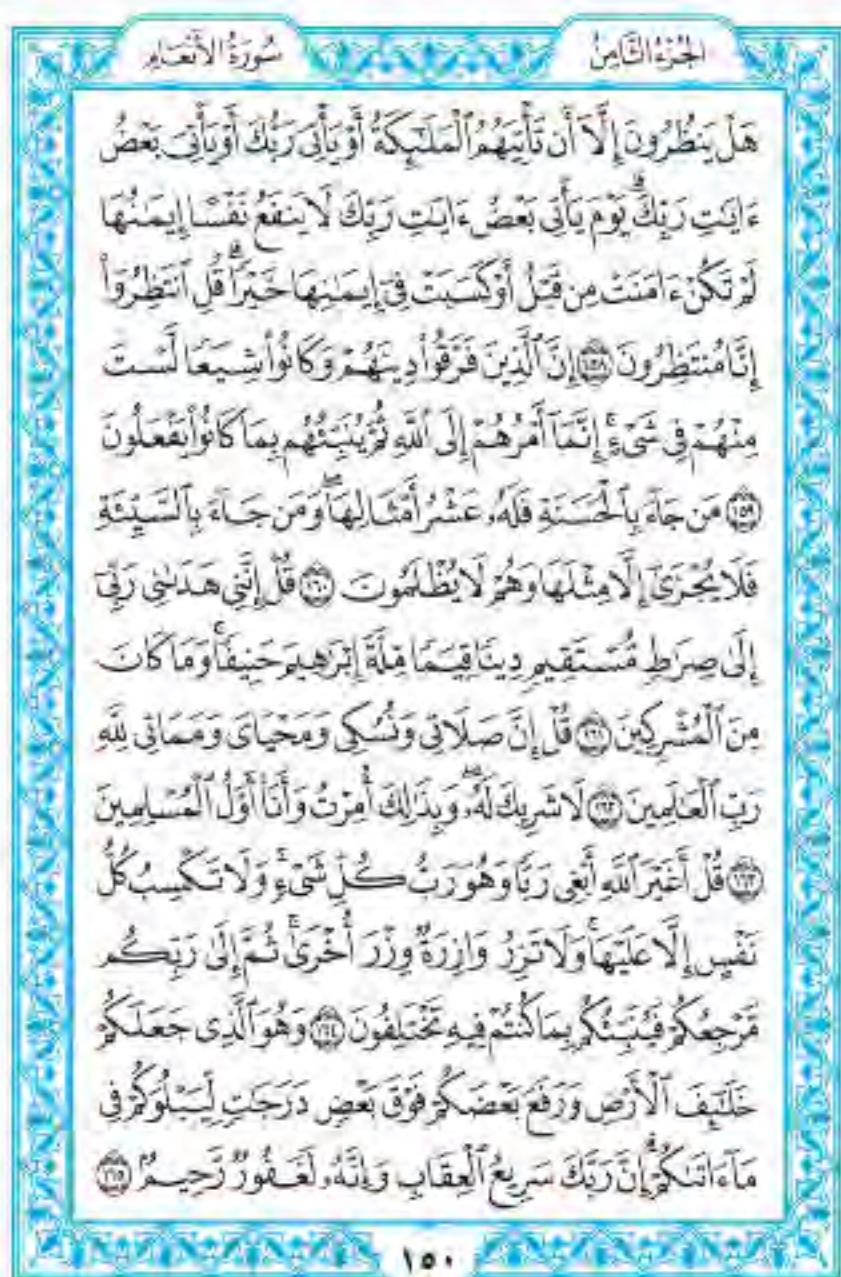 الجُزْءُ الثَّامِنُ
سُورَةُ الأَنْعَامِ
هَلْ يَنظُرُونَ إِلَّآ أَن تَأْتِيَهُمُ ٱلْمَلَٰٓئِكَةُ أَوْ يَأْتِىَ رَبُّكَ أَوْ يَأْتِىَ بَعْضُ
ءَايَٰتِ رَبِّكَۗ يَوْمَ يَأْتِى بَعْضُ ءَايَٰتِ رَبِّكَ لَا يَنفَعُ نَفْسًا إِيمَٰنُهَا
لَمْ تَكُنْ ءَامَنَتْ مِن قَبْلُ أَوْ كَسَبَتْ فِىٓ إِيمَٰنِهَا خَيْرًاۗ قُلِ ٱنتَظِرُوٓا۟
إِنَّا مُنتَظِرُونَ ١٥٨ إِنَّ ٱلَّذِينَ فَرَّقُوا۟ دِينَهُمْ وَكَانُوا۟ شِيَعًا لَّسْتَ
مِنْهُمْ فِى شَىْءٍۚ إِنَّمَآ أَمْرُهُمْ إِلَى ٱللَّهِ ثُمَّ يُنَبِّئُهُم بِمَا كَانُوا۟ يَفْعَلُونَ
١٥٩ مَن جَآءَ بِٱلْحَسَنَةِ فَلَهُۥ عَشْرُ أَمْثَالِهَاۖ وَمَن جَآءَ بِٱلسَّيِّئَةِ
فَلَا يُجْزَىٰٓ إِلَّا مِثْلَهَا وَهُمْ لَا يُظْلَمُونَ ١٦٠ قُلْ إِنَّنِى هَدَىٰنِى رَبِّىٓ
إِلَىٰ صِرَٰطٍ مُّسْتَقِيمٍ دِينًا قِيَمًا مِّلَّةَ إِبْرَٰهِيمَ حَنِيفًاۚ وَمَا كَانَ
مِنَ ٱلْمُشْرِكِينَ ١٦١ قُلْ إِنَّ صَلَاتِى وَنُسُكِى وَمَحْيَاىَ وَمَمَاتِى لِلَّهِ
رَبِّ ٱلْعَٰلَمِينَ ١٦٢ لَا شَرِيكَ لَهُۥۖ وَبِذَٰلِكَ أُمِرْتُ وَأَنَا۠ أَوَّلُ ٱلْمُسْلِمِينَ
١٦٣ قُلْ أَغَيْرَ ٱللَّهِ أَبْغِى رَبًّا وَهُوَ رَبُّ كُلِّ شَىْءٍۚ وَلَا تَكْسِبُ كُلُّ
نَفْسٍ إِلَّا عَلَيْهَاۚ وَلَا تَزِرُ وَازِرَةٌ وِزْرَ أُخْرَىٰۚ ثُمَّ إِلَىٰ رَبِّكُم
مَّرْجِعُكُمْ فَيُنَبِّئُكُم بِمَا كُنتُمْ فِيهِ تَخْتَلِفُونَ ١٦٤ وَهُوَ ٱلَّذِى جَعَلَكُمْ
خَلَٰٓئِفَ ٱلْأَرْضِ وَرَفَعَ بَعْضَكُمْ فَوْقَ بَعْضٍ دَرَجَٰتٍ لِّيَبْلُوَكُمْ فِى
مَآ ءَاتَىٰكُمْۗ إِنَّ رَبَّكَ سَرِيعُ ٱلْعِقَابِ وَإِنَّهُۥ لَغَفُورٌ رَّحِيمٌۢ ١٦٥
١٥٠